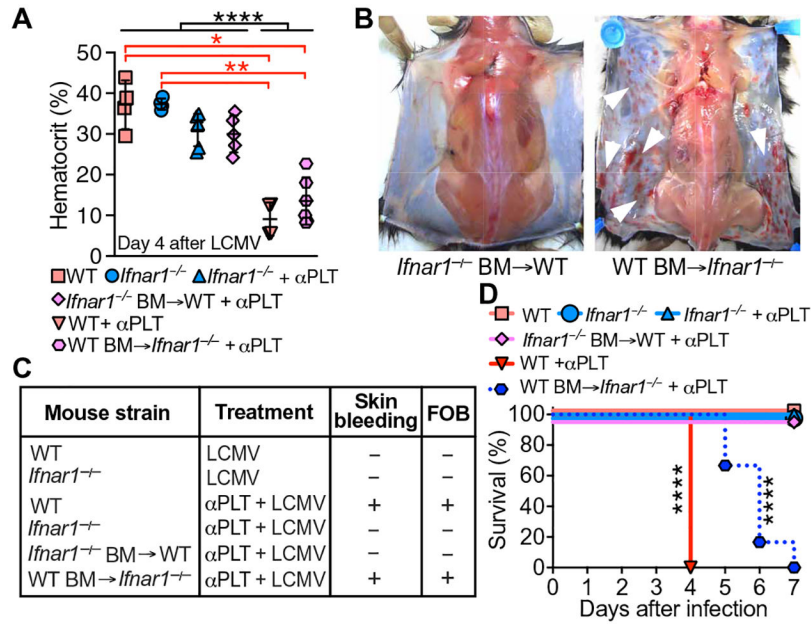 A
****
*
**
Hematocrit (%)
50
40
30
20
10
0
Day 4 after LCMV
WT Ifnar1–/– Ifnar1–/– + αPLT
Ifnar1–/– BM→WT + αPLT
WT+ αPLT
WT BM→Ifnar1–/– + αPLT
B
Ifnar1–/– BM→WT
WT BM→Ifnar1–/–
C
Mouse strain Treatment Skin bleeding FOB
WT LCMV – –
Ifnar1–/– LCMV – –
WT αPLT + LCMV + +
Ifnar1–/– αPLT + LCMV – –
Ifnar1–/– BM→WT αPLT + LCMV – –
WT BM→Ifnar1–/– αPLT + LCMV + +
D
WT Ifnar1–/– Ifnar1–/– + αPLT
Ifnar1–/– BM→WT + αPLT
WT +αPLT
WT BM→Ifnar1–/– + αPLT
Survival (%)
100
80
60
40
20
0
****
****
0 1 2 3 4 5 6 7
Days after infection